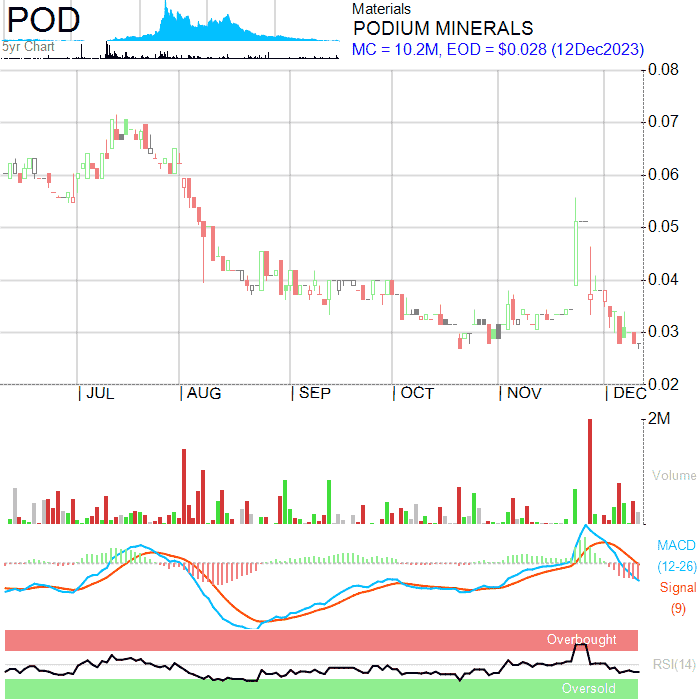 POD
5yr Chart
Materials
PODIUM MINERALS
MC = 10.2M, EOD = $0.028 (12Dec2023)
0.08
0.07
0.06
0.05
0.04
0.03
0.02
JUL AUG SEP OCT NOV DEC
2M
Volume
MACD
(12-26)
Signal
(9)
Overbought
RSI(14)
Oversold